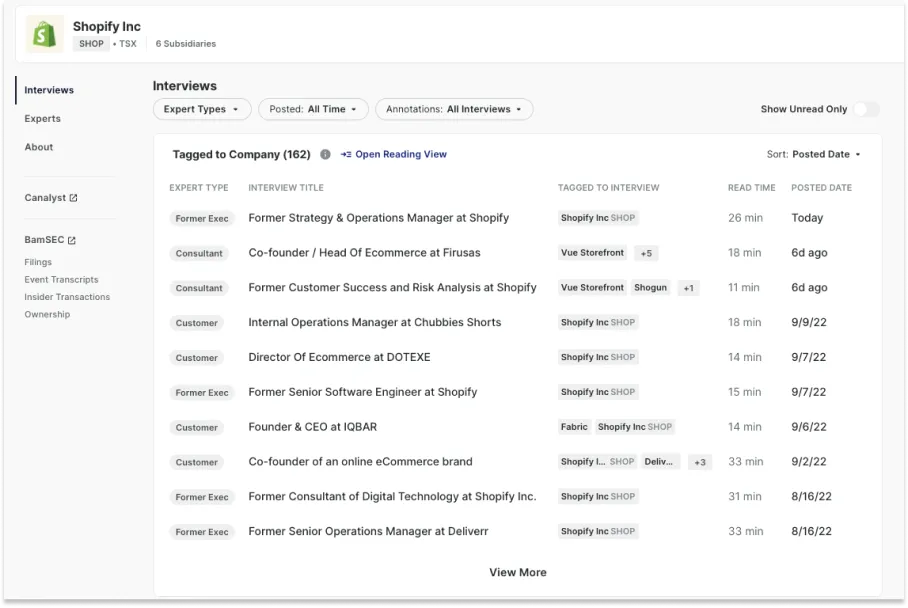 Shopify Inc
SHOP • TSX 6 Subsidiaries
Interviews
Experts
About
Canalyst
BamSEC
Filings
Event Transcripts
Insider Transactions
Ownership
Interviews
Expert Types Posted: All Time Annotations: All Interviews Show Unread Only
Tagged to Company (162) Open Reading View Sort: Posted Date
EXPERT TYPE INTERVIEW TITLE TAGGED TO INTERVIEW READ TIME POSTED DATE
Former Exec Former Strategy & Operations Manager at Shopify Shopify Inc SHOP 26 min Today
Consultant Co-founder / Head Of Ecommerce at Firusas Vue Storefront +5 18 min 6d ago
Consultant Former Customer Success and Risk Analysis at Shopify Vue Storefront Shogun +1 11 min 6d ago
Customer Internal Operations Manager at Chubbies Shorts Shopify Inc SHOP 18 min 9/9/22
Customer Director Of Ecommerce at DOTEXE Shopify Inc SHOP 14 min 9/7/22
Former Exec Former Senior Software Engineer at Shopify Shopify Inc SHOP 15 min 9/7/22
Customer Founder & CEO at IQBAR Fabric Shopify Inc SHOP 14 min 9/6/22
Customer Co-founder of an online eCommerce brand Shopify I... SHOP Deliv... +3 33 min 9/2/22
Former Exec Former Consultant of Digital Technology at Shopify Inc. Shopify Inc SHOP 31 min 8/16/22
Former Exec Former Senior Operations Manager at Deliverr Shopify Inc SHOP 33 min 8/16/22
View More